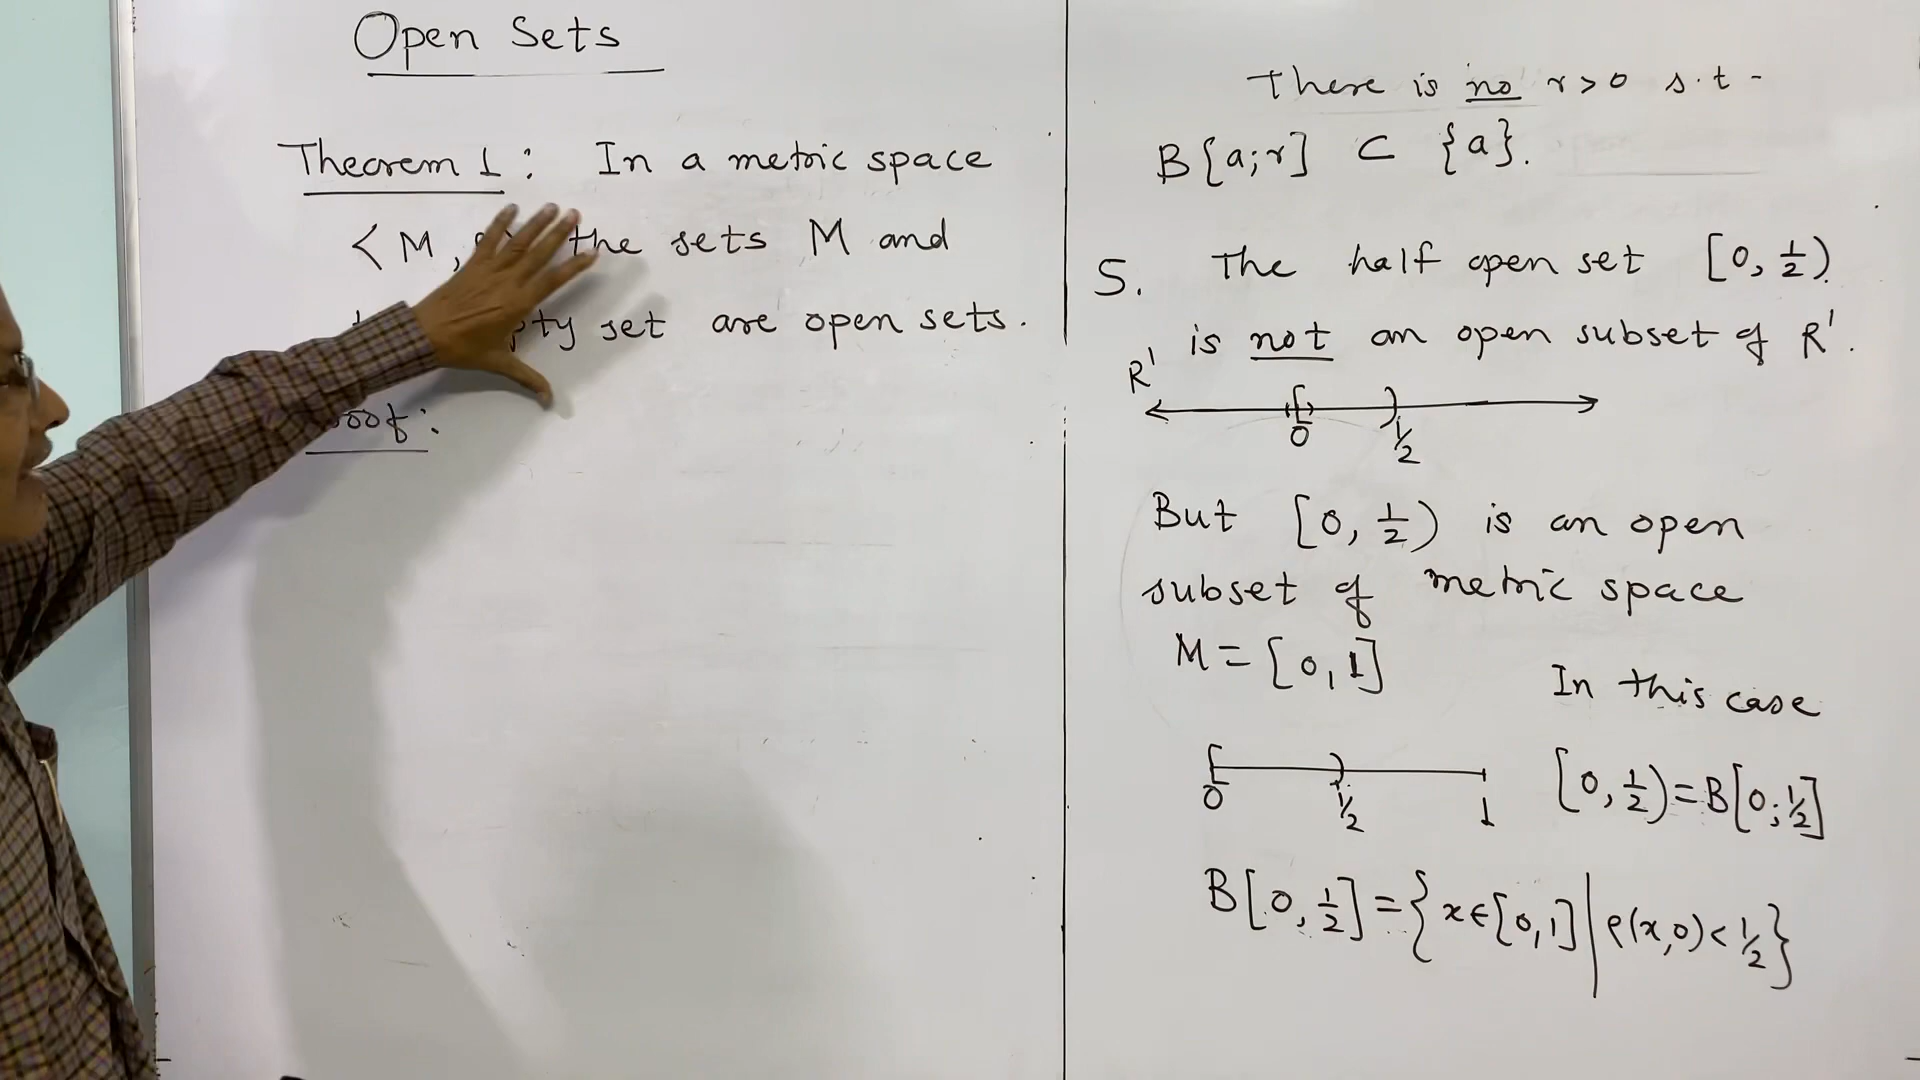 Open Sets
Theorem 1: In a metric space
<M, the sets M and
set are open sets.
There is no r>0 s.t-
B[a;r] ⊂ {a}.
5. The half open set [0, 1/2)
is not an open subset of R'.
R'
0 1/2
But [0, 1/2) is an open
subset of metric space
M = [0, 1]
In this case
0 1/2 1
[0, 1/2) = B[0; 1/2]
B[0, 1/2] = {x ∈ [0, 1] | ρ(x, 0) < 1/2}